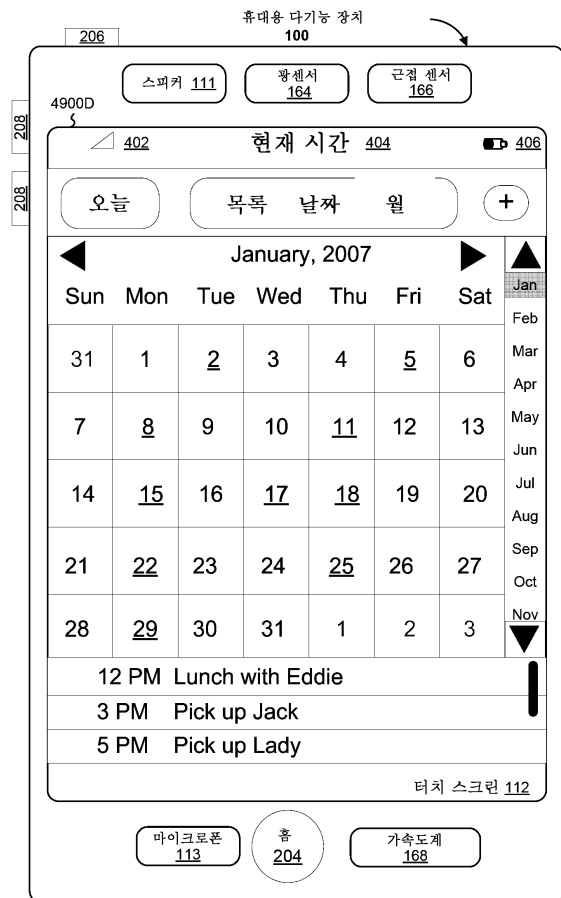 휴대용 다기능 장치
206
100
스피커 111
광센서
164
근접 센서
166
4900D
208
402
현재 시간 404
406
208
오늘
목록 날짜 월
+
January, 2007
Sun Mon Tue Wed Thu Fri Sat
31 1 2 3 4 5 6
7 8 9 10 11 12 13
14 15 16 17 18 19 20
21 22 23 24 25 26 27
28 29 30 31 1 2 3
Jan
Feb
Mar
Apr
May
Jun
Jul
Aug
Sep
Oct
Nov
12 PM Lunch with Eddie
3 PM Pick up Jack
5 PM Pick up Lady
터치 스크린 112
마이크로폰
113
홈
204
가속도계
168